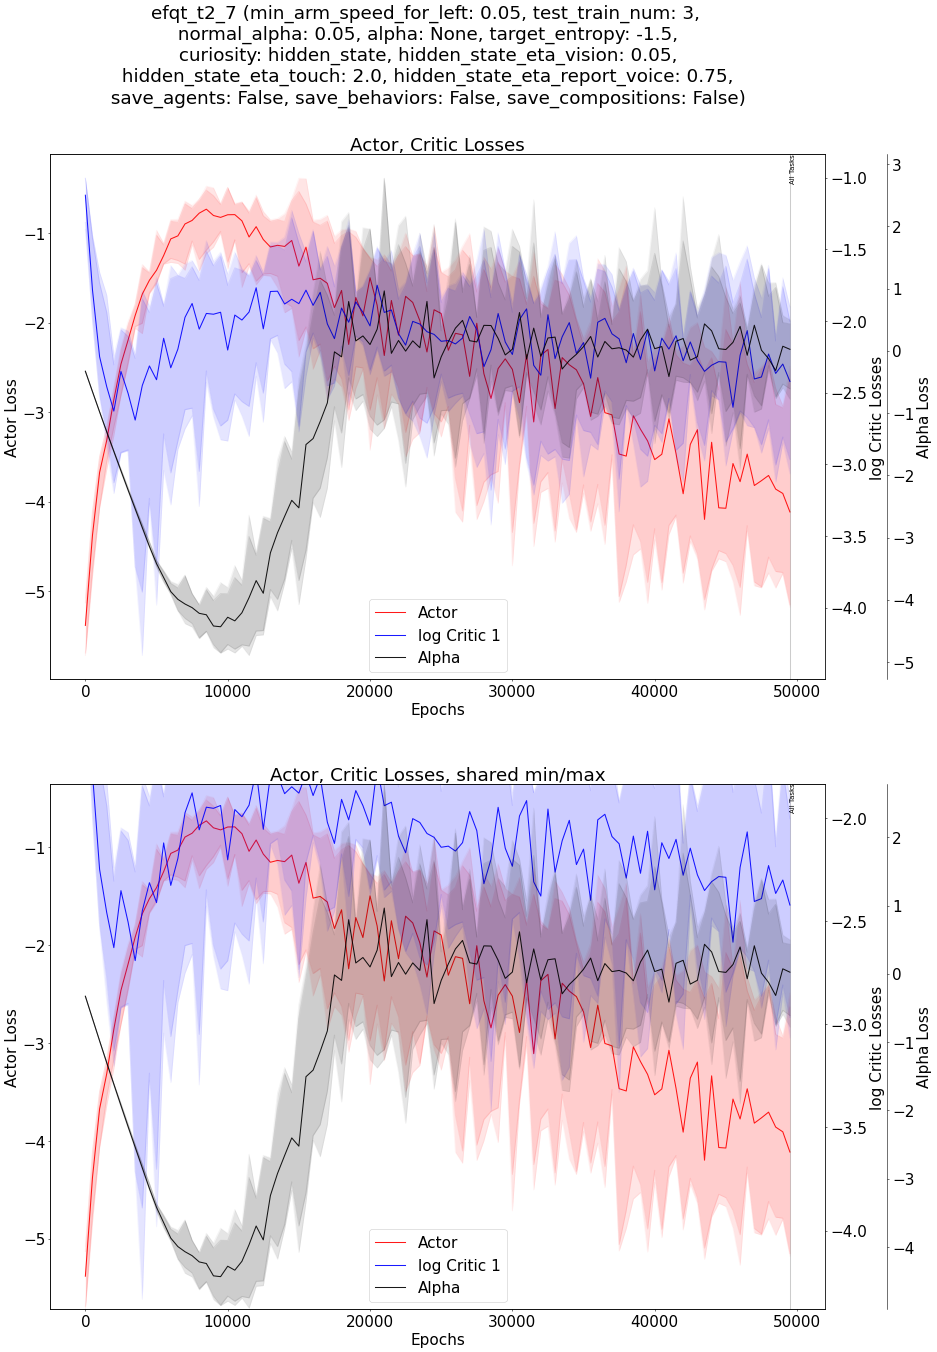 efqt_t2_7 (min_arm_speed_for_left: 0.05, test_train_num: 3,
normal_alpha: 0.05, alpha: None, target_entropy: -1.5,
curiosity: hidden_state, hidden_state_eta_vision: 0.05,
hidden_state_eta_touch: 2.0, hidden_state_eta_report_voice: 0.75,
save_agents: False, save_behaviors: False, save_compositions: False)
Actor, Critic Losses
All Tasks
Actor Loss
−1
−2
−3
−4
−5
log Critic Losses
−1.0
−1.5
−2.0
−2.5
−3.0
−3.5
−4.0
Alpha Loss
3
2
1
0
−1
−2
−3
−4
−5
Actor
log Critic 1
Alpha
0 10000 20000 30000 40000 50000
Epochs
Actor, Critic Losses, shared min/max
All Tasks
Actor Loss
−1
−2
−3
−4
−5
log Critic Losses
−2.0
−2.5
−3.0
−3.5
−4.0
Alpha Loss
2
1
0
−1
−2
−3
−4
Actor
log Critic 1
Alpha
0 10000 20000 30000 40000 50000
Epochs